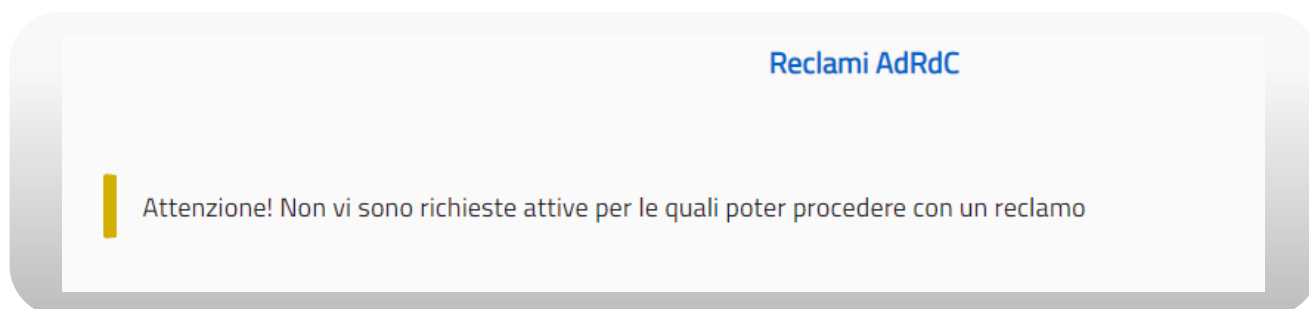 Reclami AdRdC
Attenzione! Non vi sono richieste attive per le quali poter procedere con un reclamo